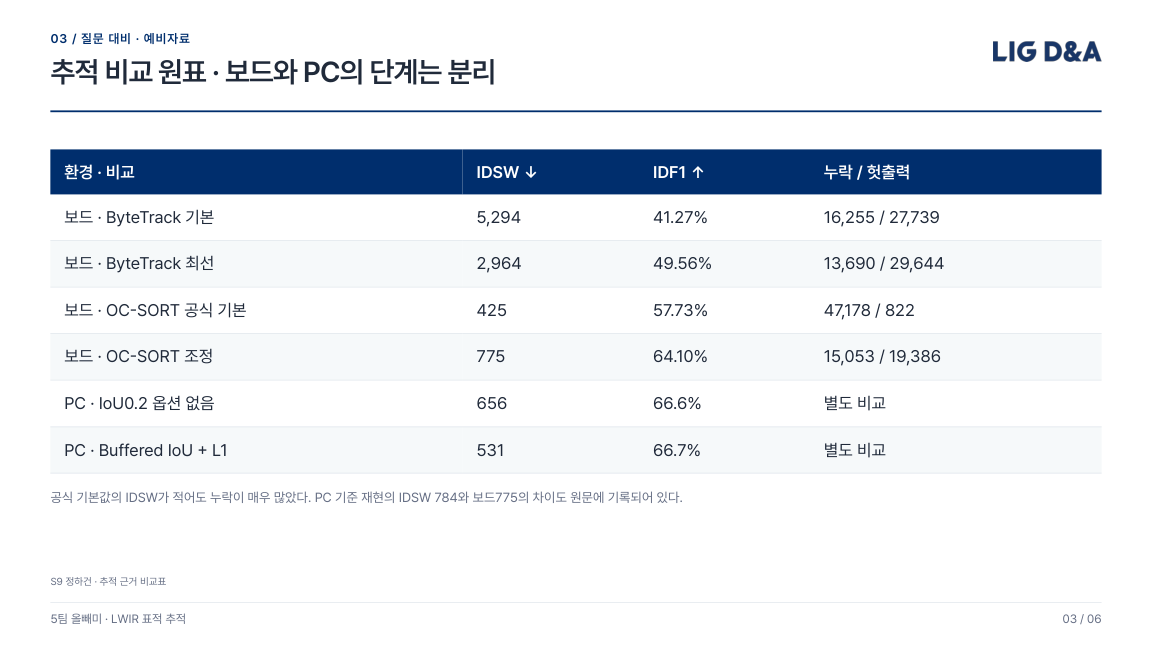 03 / 질문 대비 · 예비자료
추적 비교 원표 · 보드와 PC의 단계는 분리
LIG D&A
환경 · 비교 IDSW ↓ IDF1 ↑ 누락 / 헛출력
보드 · ByteTrack 기본 5,294 41.27% 16,255 / 27,739
보드 · ByteTrack 최선 2,964 49.56% 13,690 / 29,644
보드 · OC-SORT 공식 기본 425 57.73% 47,178 / 822
보드 · OC-SORT 조정 775 64.10% 15,053 / 19,386
PC · IoU0.2 옵션 없음 656 66.6% 별도 비교
PC · Buffered IoU + L1 531 66.7% 별도 비교
공식 기본값의 IDSW가 적어도 누락이 매우 많았다. PC 기준 재현의 IDSW 784와 보드775의 차이도 원문에 기록되어 있다.
S9 정하건 · 추적 근거 비교표
5팀 올빼미 · LWIR 표적 추적
03 / 06